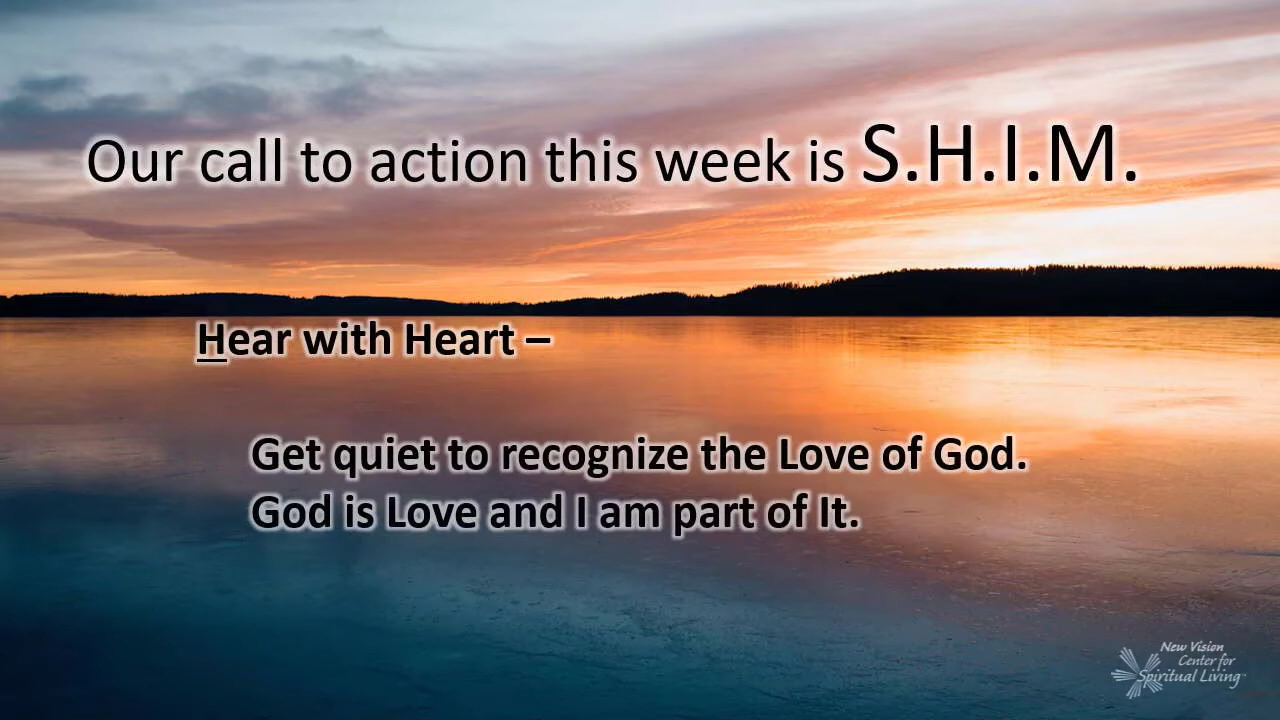 Our call to action this week is S.H.I.M.
Hear with Heart –
Get quiet to recognize the Love of God.
God is Love and I am part of It.
New Vision
Center for
Spiritual Living